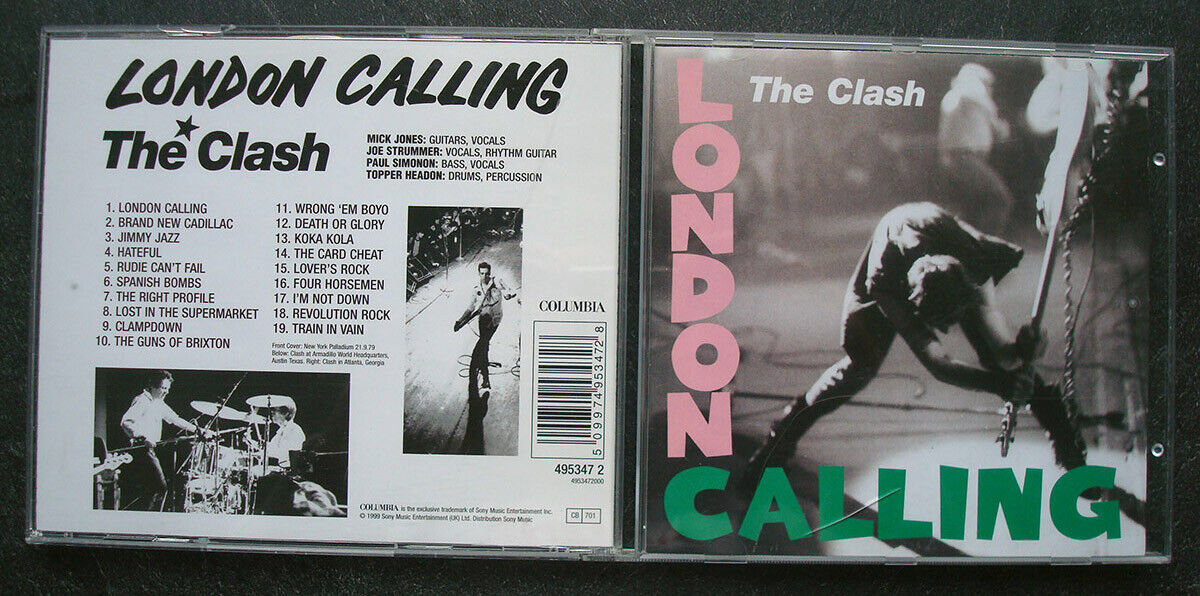 LONDON CALLING
The Clash
MICK JONES: GUITARS, VOCALS
JOE STRUMMER: VOCALS, RHYTHM GUITAR
PAUL SIMONON: BASS, VOCALS
TOPPER HEADON: DRUMS, PERCUSSION
1. LONDON CALLING
2. BRAND NEW CADILLAC
3. JIMMY JAZZ
4. HATEFUL
5. RUDIE CAN'T FAIL
6. SPANISH BOMBS
7. THE RIGHT PROFILE
8. LOST IN THE SUPERMARKET
9. CLAMPDOWN
10. THE GUNS OF BRIXTON
11. WRONG 'EM BOYO
12. DEATH OR GLORY
13. KOKA KOLA
14. THE CARD CHEAT
15. LOVER'S ROCK
16. FOUR HORSEMEN
17. I'M NOT DOWN
18. REVOLUTION ROCK
19. TRAIN IN VAIN
Front Cover: New York Palladium 21.9.79
Below: Clash at Armadillo World Headquarters,
Austin Texas. Right: Clash in Atlanta, Georgia
COLUMBIA
5 099749 534728
495347 2
4953472000
COLUMBIA is the exclusive trademark of Sony Music Entertainment Inc.
© 1999 Sony Music Entertainment (UK) Ltd. Distribution Sony Music
CB 701
The Clash
LONDON
CALLING